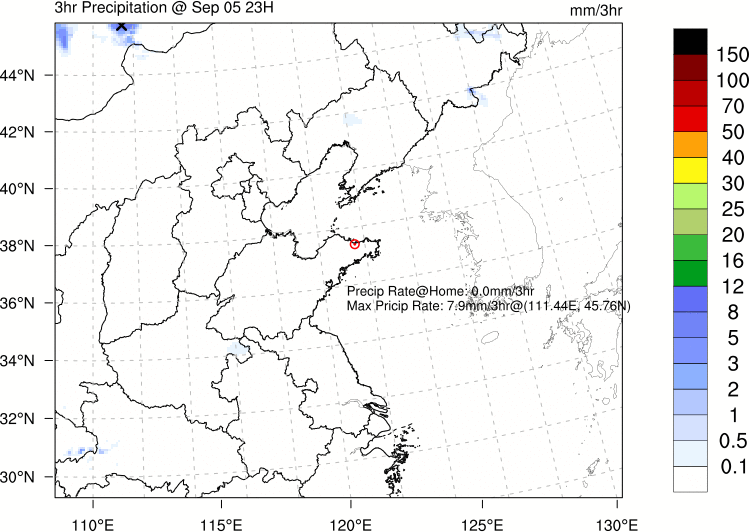 3hr Precipitation @ Sep 05 23H
mm/3hr
44°N
42°N
40°N
38°N
36°N
34°N
32°N
30°N
Precip Rate@Home: 0.0mm/3hr
Max Pricip Rate: 7.9mm/3hr@(111.44E, 45.76N)
110°E
115°E
120°E
125°E
130°E
150
100
70
50
40
30
25
20
16
12
8
5
3
2
1
0.5
0.1